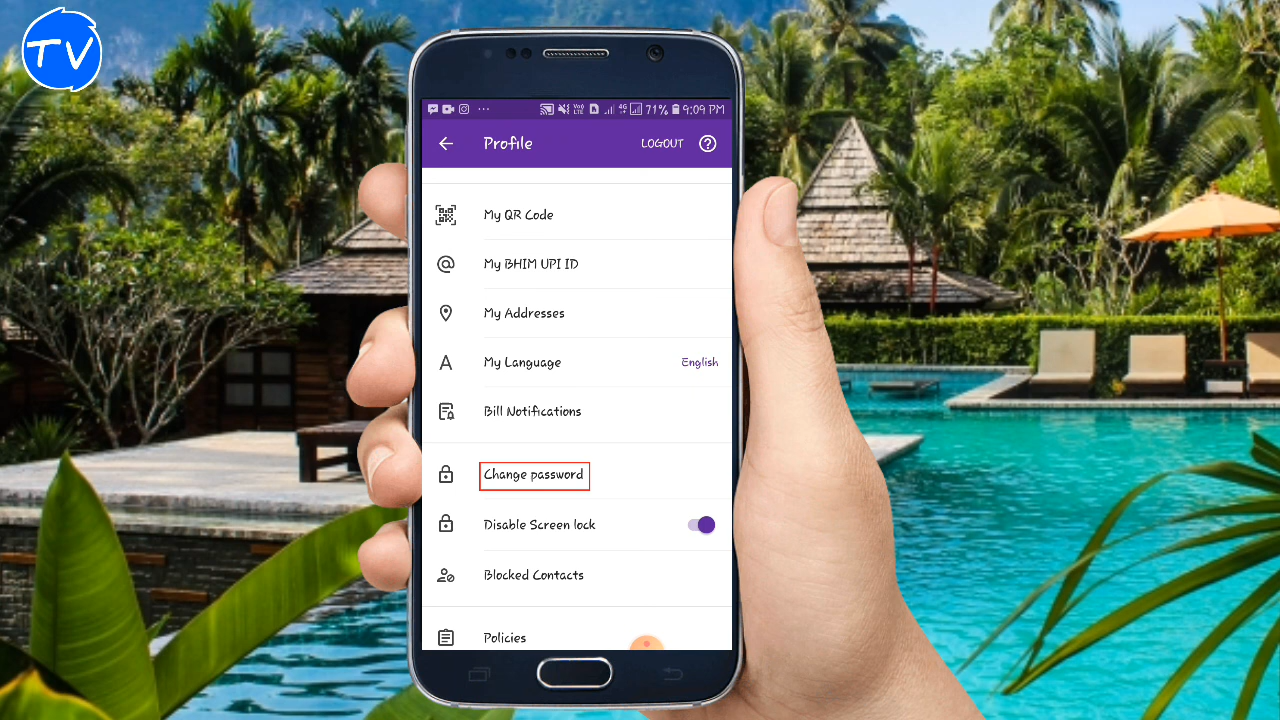 TV
71% 9:09 PM
Profile LOGOUT ?
My QR Code
My BHIM UPI ID
My Addresses
A My Language English
Bill Notifications
Change password
Disable Screen lock
Blocked Contacts
Policies